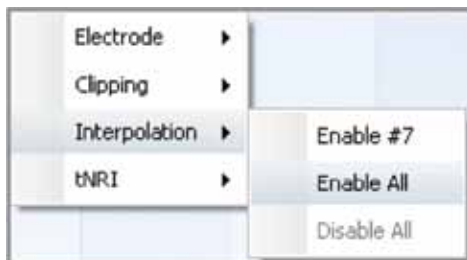 Electrode
Clipping
Interpolation
tNRI
Enable #7
Enable All
Disable All